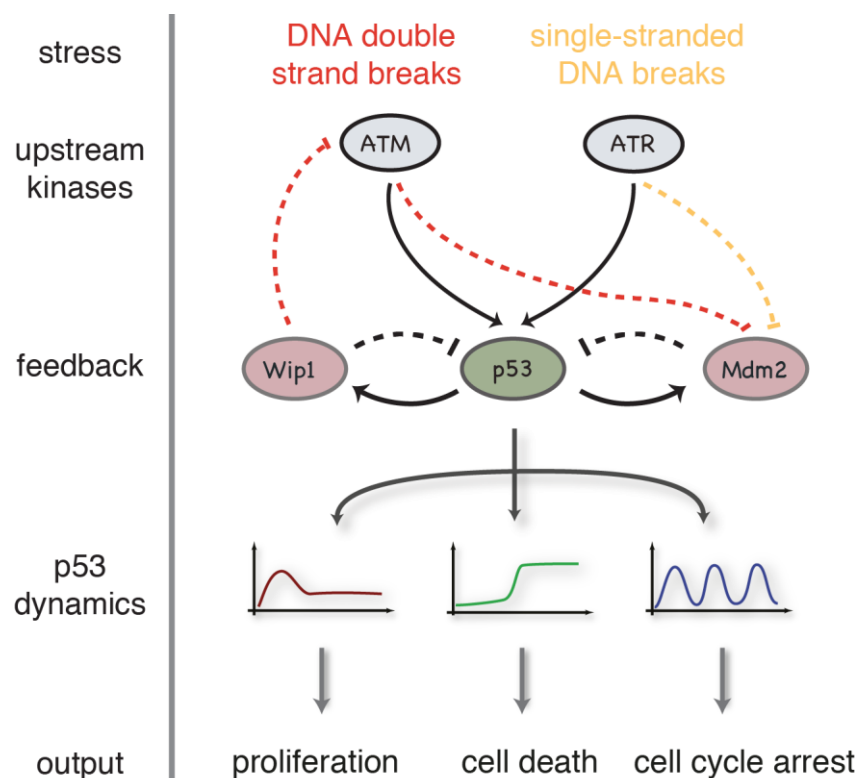 stress
DNA double
strand breaks
single-stranded
DNA breaks
upstream
kinases
ATM
ATR
feedback
Wip1
p53
Mdm2
p53
dynamics
output
proliferation
cell death
cell cycle arrest